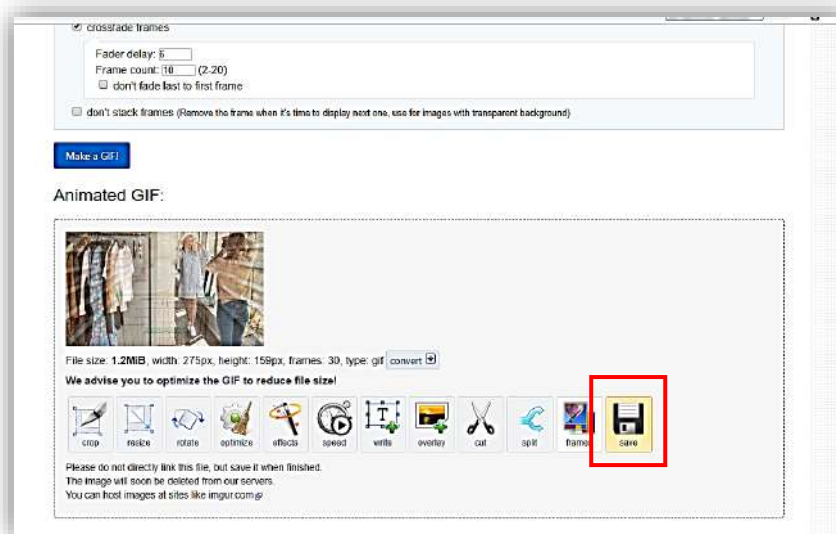 crossfade frames
Fader delay: 6
Frame count: 10 (2-20)
don't fade last to first frame
don't stack frames (Remove the frame when it's time to display next one, use for images with transparent background)
Make a GIF!
Animated GIF:
File size: 1.2MiB, width: 275px, height: 159px, frames: 30, type: gif convert
We advise you to optimize the GIF to reduce file size!
crop resize rotate optimize effects speed write overlay cut split frames save
Please do not directly link this file, but save it when finished.
The image will soon be deleted from our servers.
You can host images at sites like imgur.com